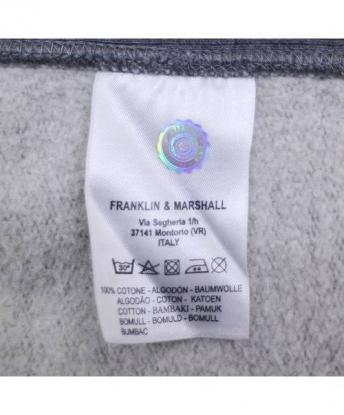 FRANKLIN & MARSHALL
Via Segheria 1/h
37141 Montorio (VR)
ITALY
30°
100% COTONE - ALGODÓN - BAUMWOLLE
ALGODÃO - COTON - KATOEN
COTTON - BAMBAKI - PAMUK
BOMULL - BOMULD - BOMULL
BUMBAC